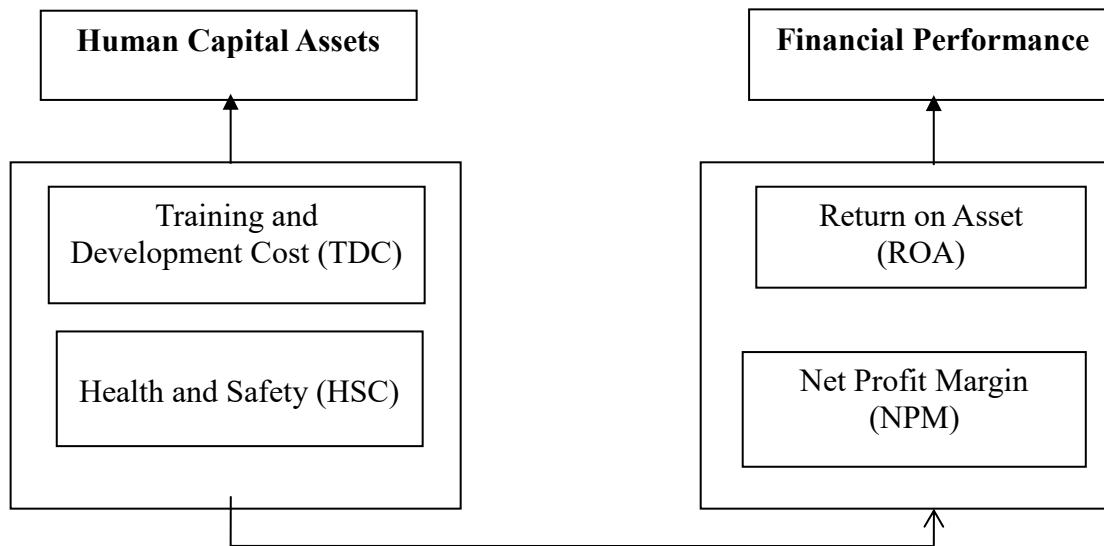 Human Capital Assets
Financial Performance
Training and
Development Cost (TDC)
Health and Safety (HSC)
Return on Asset
(ROA)
Net Profit Margin
(NPM)